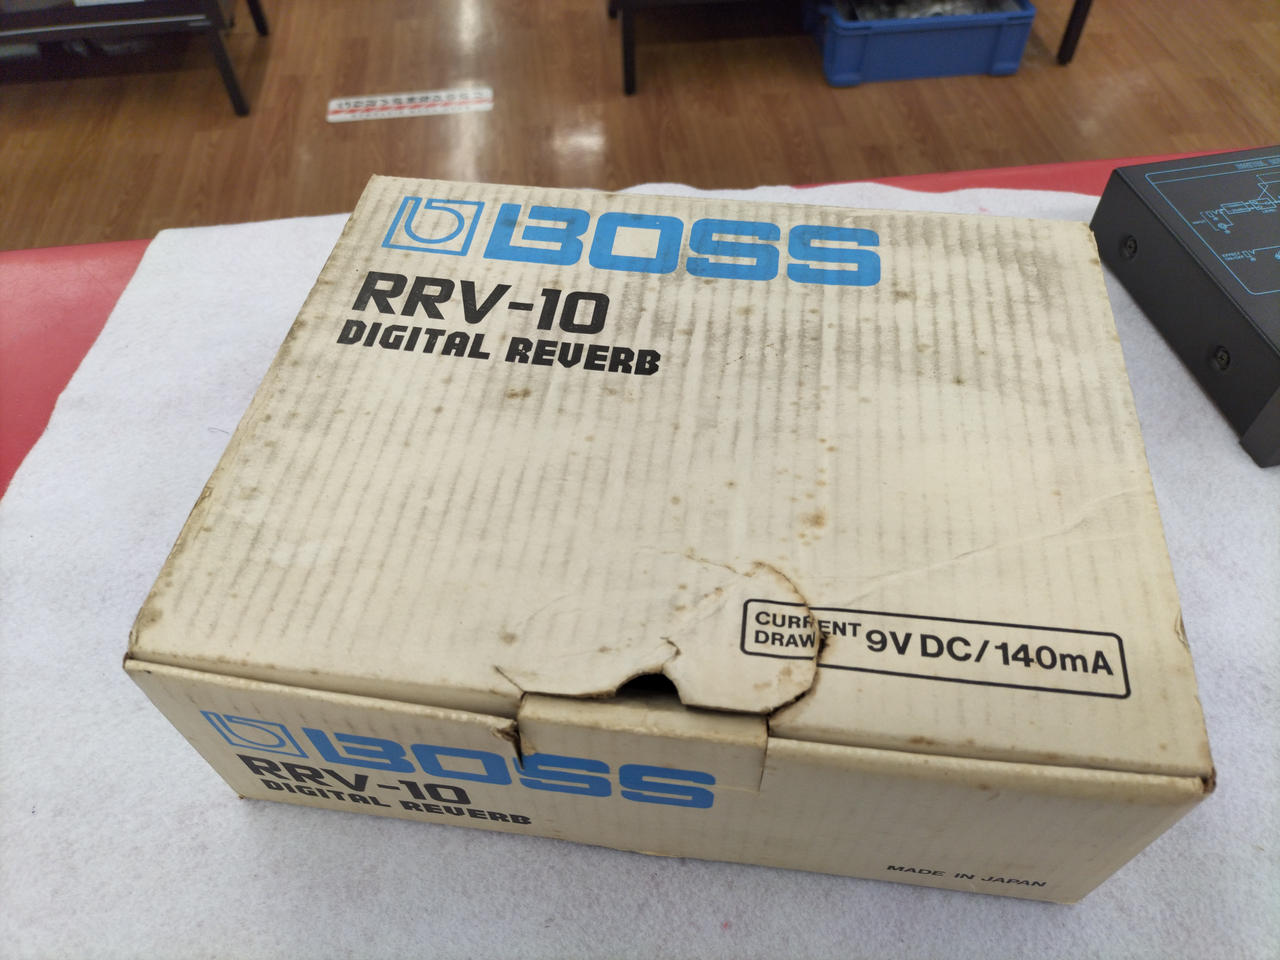 BOSS
RRV-10
DIGITAL REVERB
CURRENT
DRAW
9V DC/140mA
BOSS
RRV-10
DIGITAL REVERB
MADE IN JAPAN